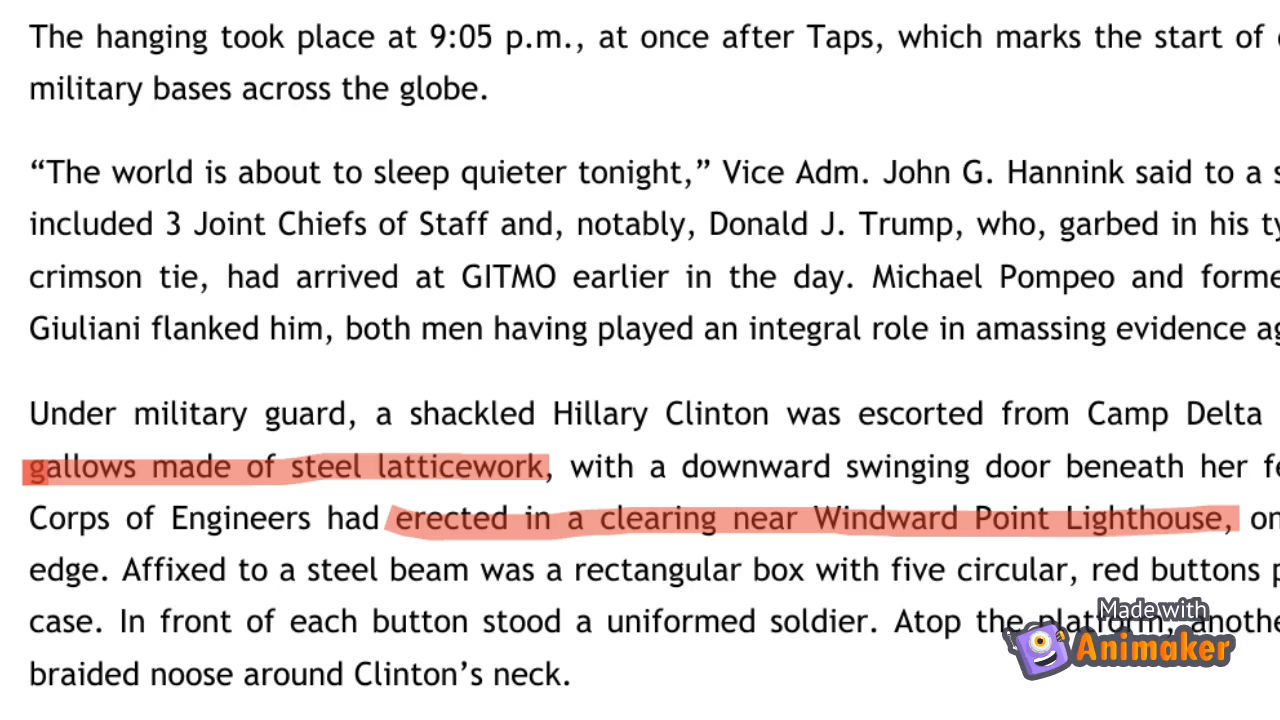 The hanging took place at 9:05 p.m., at once after Taps, which marks the start of
military bases across the globe.
“The world is about to sleep quieter tonight,” Vice Adm. John G. Hannink said to a
included 3 Joint Chiefs of Staff and, notably, Donald J. Trump, who, garbed in his
crimson tie, had arrived at GITMO earlier in the day. Michael Pompeo and
Giuliani flanked him, both men having played an integral role in amassing evidence
Under military guard, a shackled Hillary Clinton was escorted from Camp Delta
gallows made of steel latticework, with a downward swinging door beneath her
Corps of Engineers had erected in a clearing near Windward Point Lighthouse,
edge. Affixed to a steel beam was a rectangular box with five circular, red buttons
case. In front of each button stood a uniformed soldier. Atop the platform,
braided noose around Clinton’s neck.
Made with
Animaker